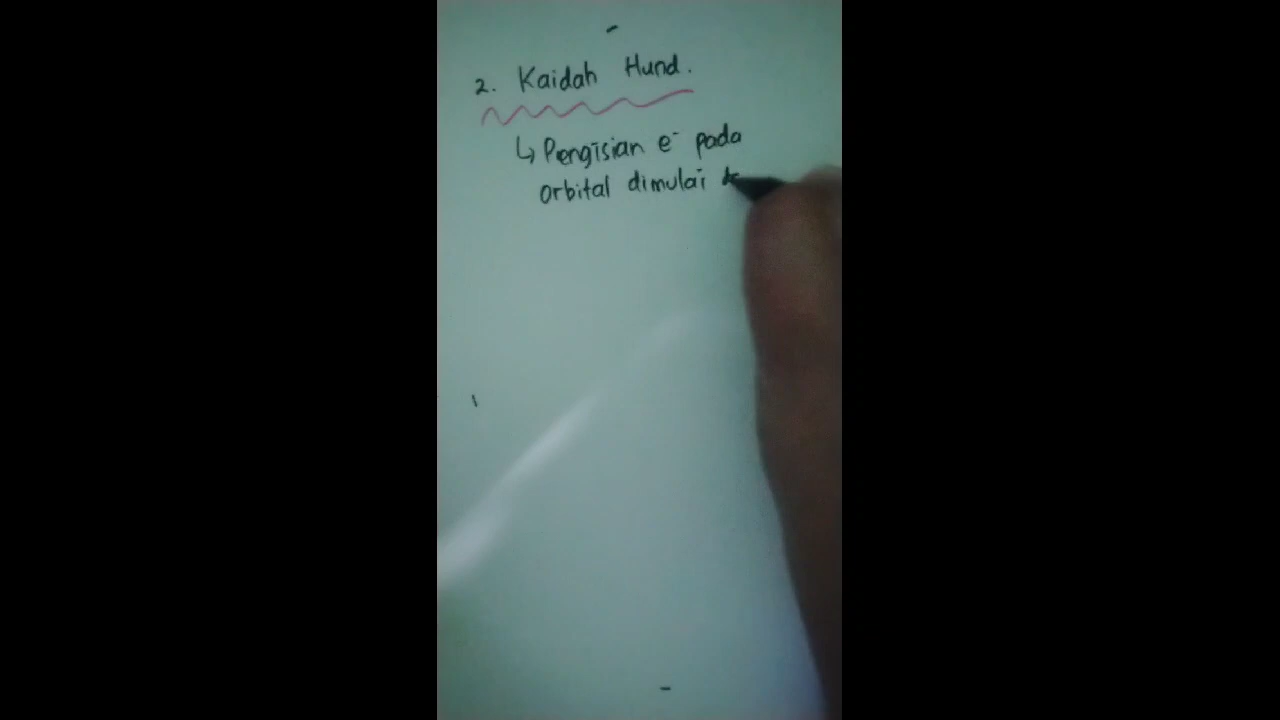 2. Kaidah Hund.
↳ Pengisian e⁻ pada
orbital dimulai